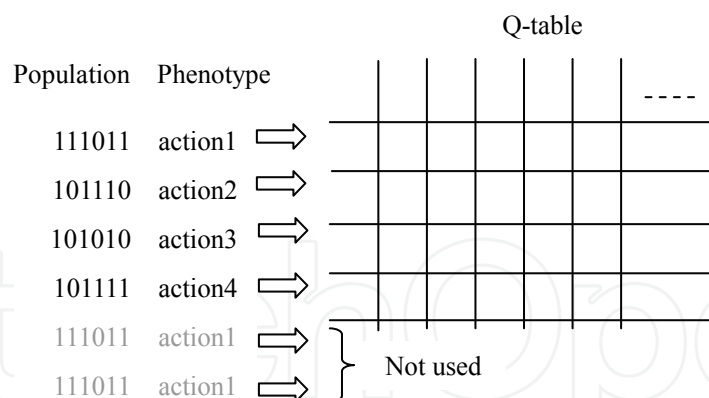 Q-table
Population Phenotype
----
111011 action1
101110 action2
101010 action3
101111 action4
111011 action1
Not used
111011 action1